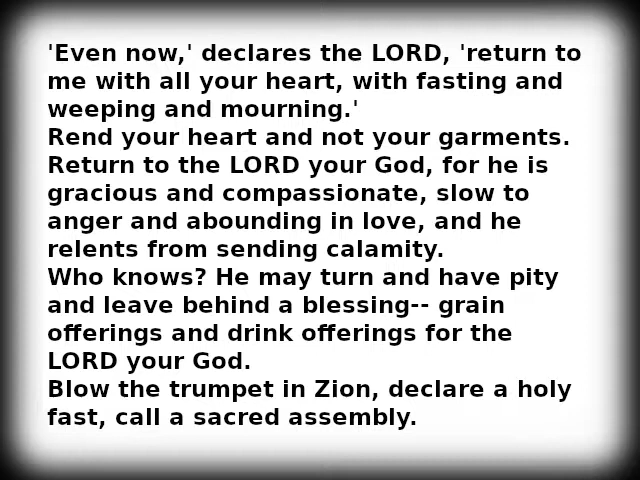 'Even now,' declares the LORD, 'return to
me with all your heart, with fasting and
weeping and mourning.'
Rend your heart and not your garments.
Return to the LORD your God, for he is
gracious and compassionate, slow to
anger and abounding in love, and he
relents from sending calamity.
Who knows? He may turn and have pity
and leave behind a blessing-- grain
offerings and drink offerings for the
LORD your God.
Blow the trumpet in Zion, declare a holy
fast, call a sacred assembly.